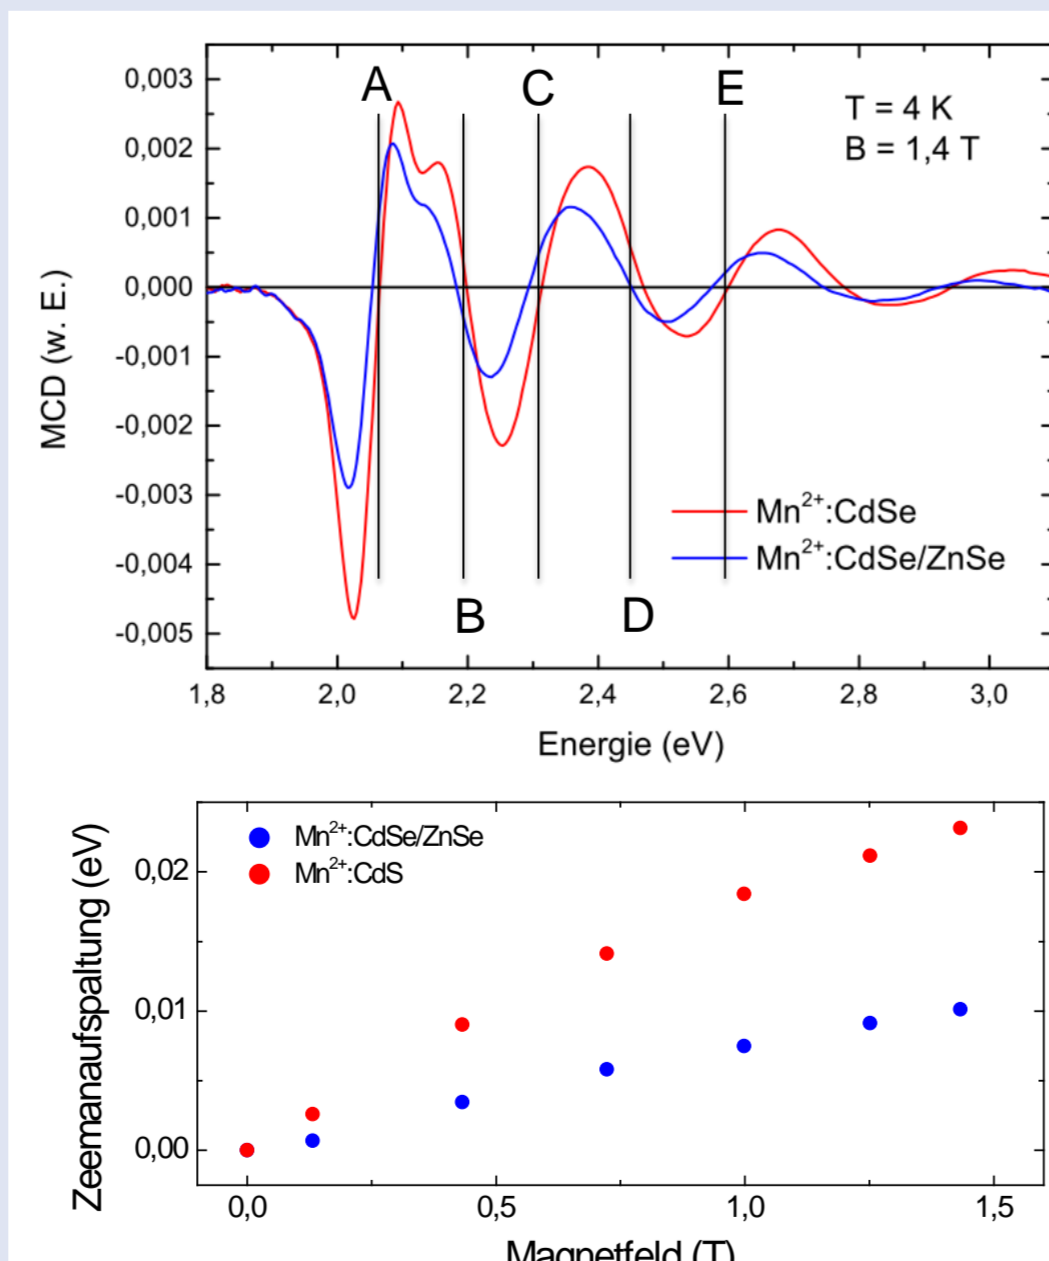 A
C
E
T = 4 K
B = 1,4 T
0,003
0,002
0,001
0,000
-0,001
-0,002
-0,003
-0,004
-0,005
MCD (w. E.)
Mn²⁺:CdSe
Mn²⁺:CdSe/ZnSe
B
D
1,8 2,0 2,2 2,4 2,6 2,8 3,0
Energie (eV)
Mn²⁺:CdSe/ZnSe
Mn²⁺:CdS
0,02
0,01
0,00
Zeemanaufspaltung (eV)
0,0 0,5 1,0 1,5
Magnetfeld (T)